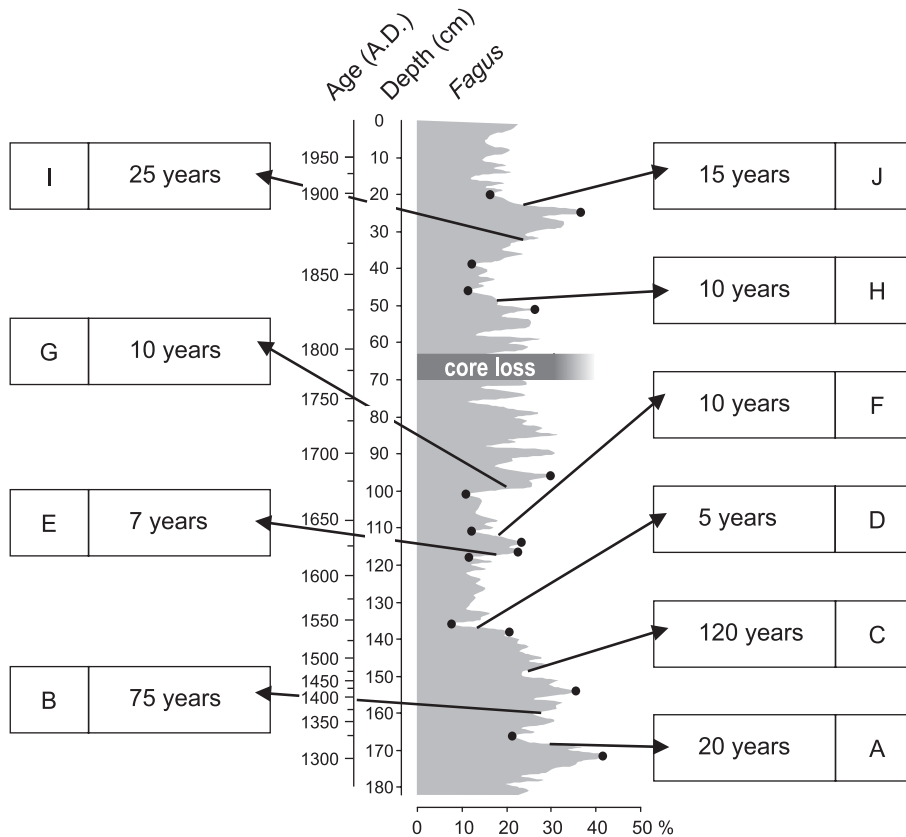 Age (A.D.)
Depth (cm)
Fagus
0
10
20
30
40
50
60
70
80
90
100
110
120
130
140
150
160
170
180
1950
1900
1850
1800
1750
1700
1650
1600
1550
1500
1450
1400
1350
1300
core loss
I 25 years
G 10 years
E 7 years
B 75 years
15 years J
10 years H
10 years F
5 years D
120 years C
20 years A
0 10 20 30 40 50 %